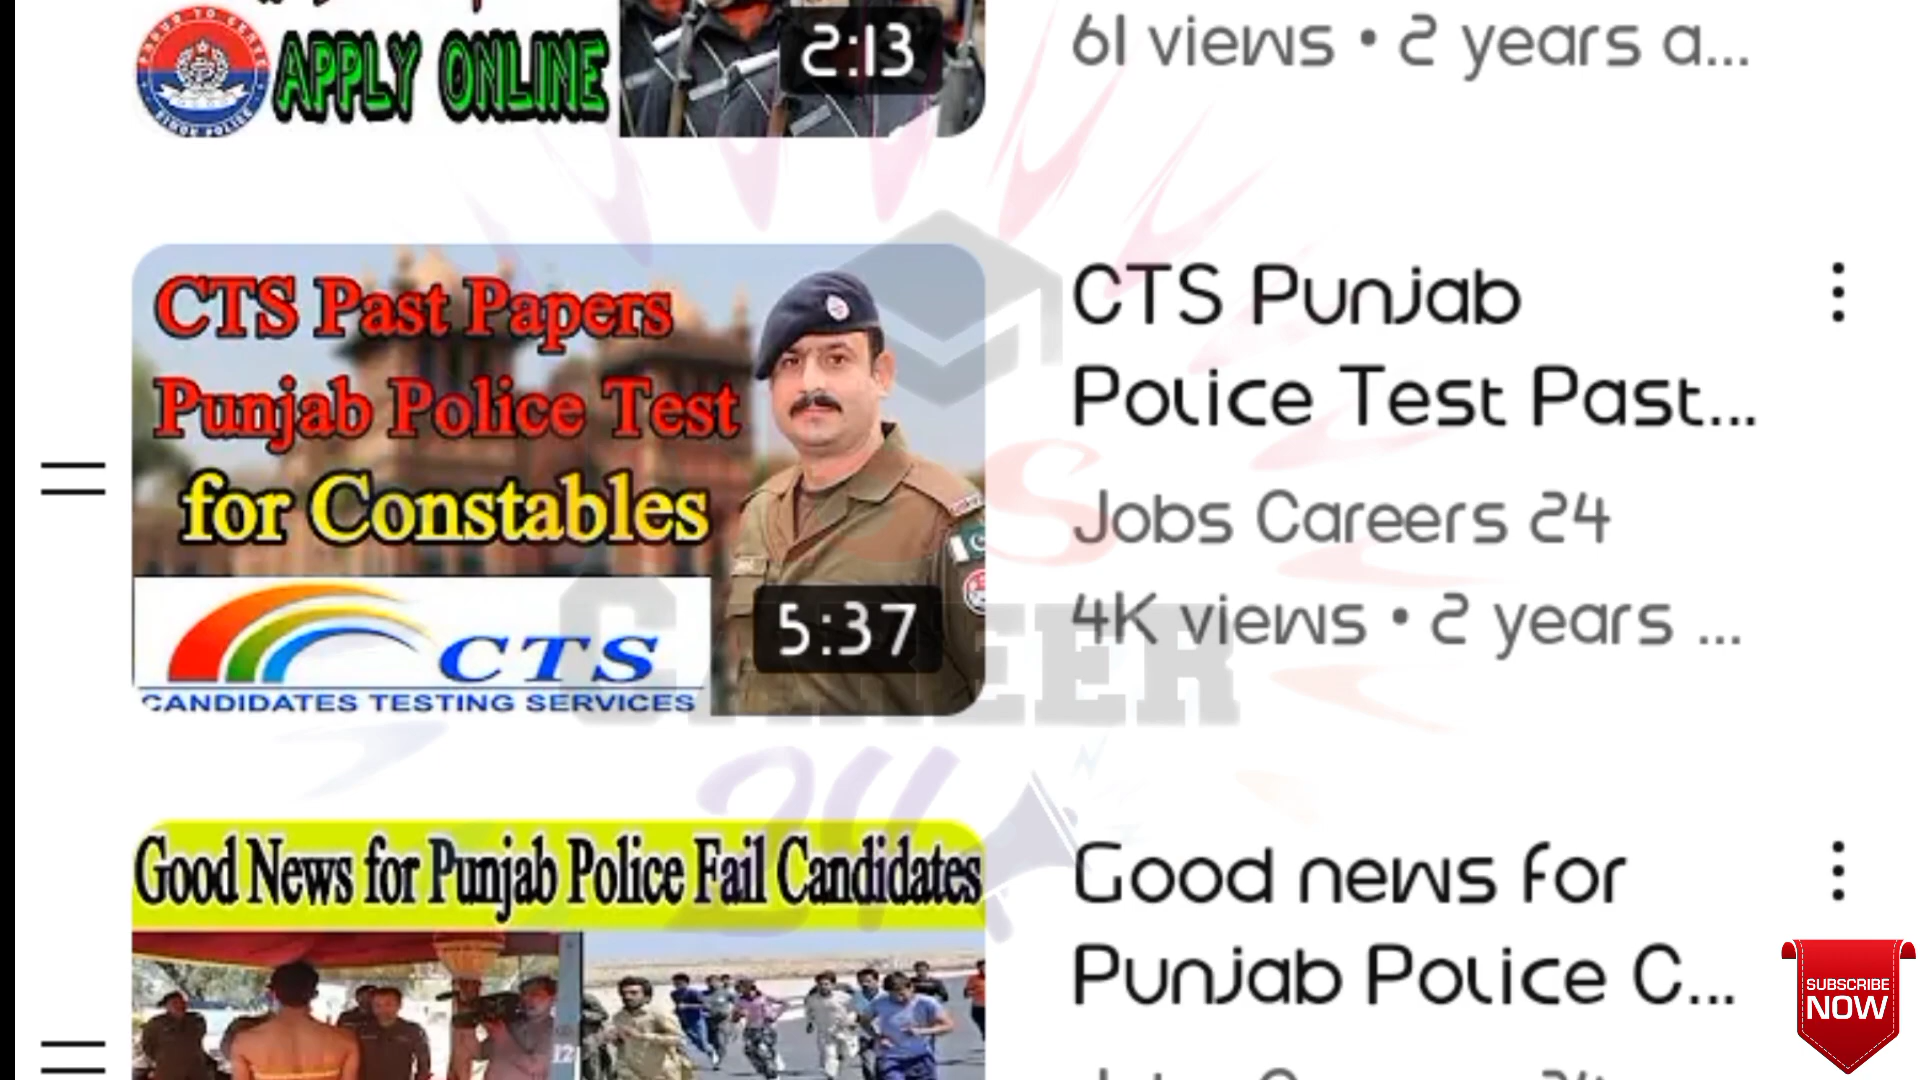 APPLY ONLINE
2:13
61 views • 2 years a...
CTS Past Papers
Punjab Police Test
for Constables
CTS
CANDIDATES TESTING SERVICES
5:37
CTS Punjab
Police Test Past...
Jobs Careers 24
4K views • 2 years ...
CAREER
24
Good News for Punjab Police Fail Candidates
Good news for
Punjab Police C...
SUBSCRIBE
NOW